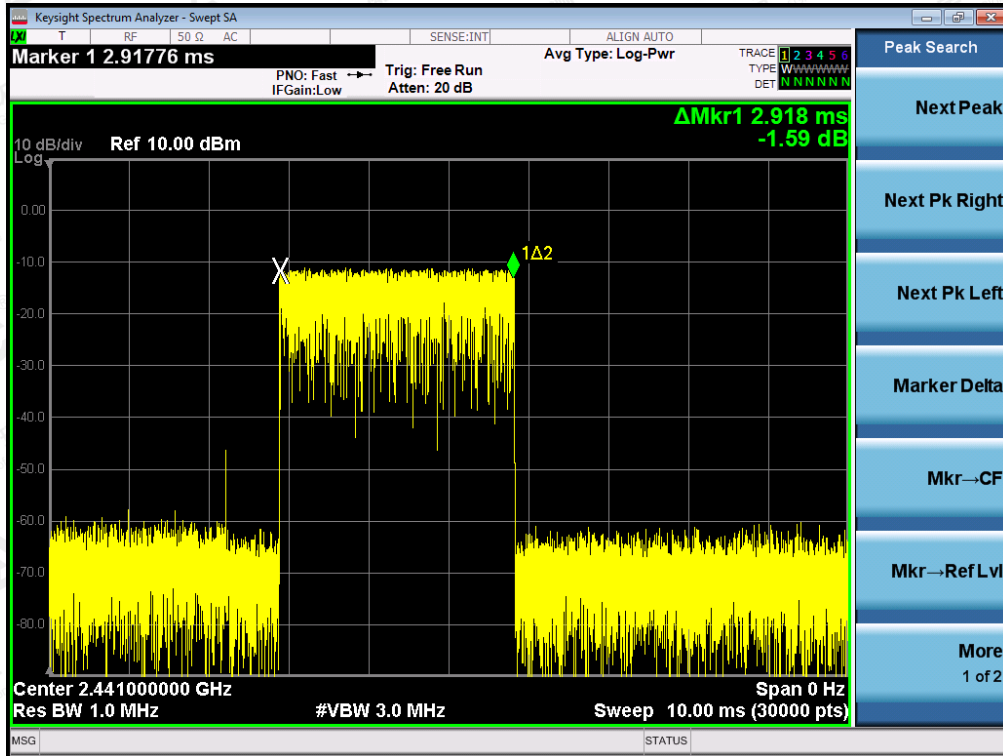 Keysight Spectrum Analyzer - Swept SA
LXI T RF 50 Ω AC SENSE:INT ALIGN AUTO
Marker 1 2.91776 ms
PNO: Fast
IFGain:Low
Trig: Free Run
Atten: 20 dB
Avg Type: Log-Pwr
TRACE 1 2 3 4 5 6
TYPE WWWWWW
DET N N N N N N
ΔMkr1 2.918 ms
-1.59 dB
10 dB/div Ref 10.00 dBm
Log
0.00
-10.0
-20.0
-30.0
-40.0
-50.0
-60.0
-70.0
-80.0
X
1Δ2
Center 2.441000000 GHz Span 0 Hz
Res BW 1.0 MHz #VBW 3.0 MHz Sweep 10.00 ms (30000 pts)
MSG STATUS
Peak Search
Next Peak
Next Pk Right
Next Pk Left
Marker Delta
Mkr→CF
Mkr→Ref Lvl
More
1 of 2